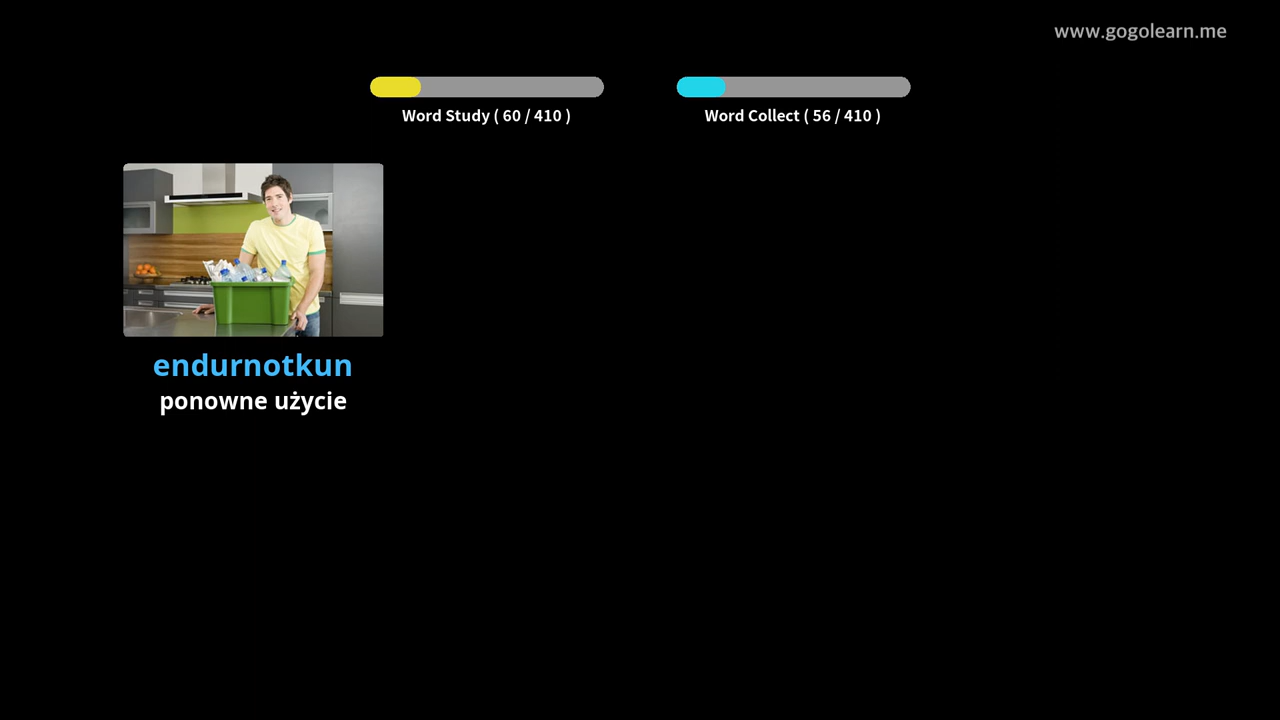 www.gogolearn.me
Word Study ( 60 / 410 )
Word Collect ( 56 / 410 )
endurnotkun
ponowne użycie